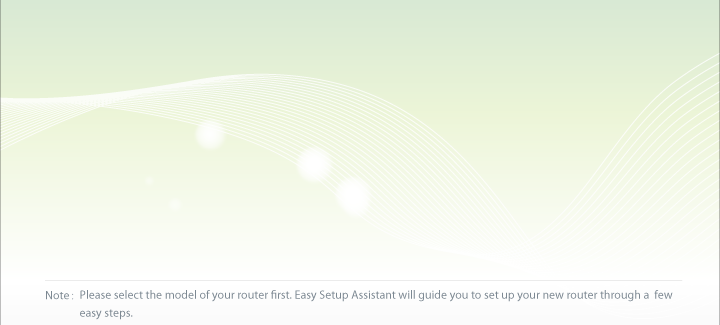 Note: Please select the model of your router first. Easy Setup Assistant will guide you to set up your new router through a few
easy steps.